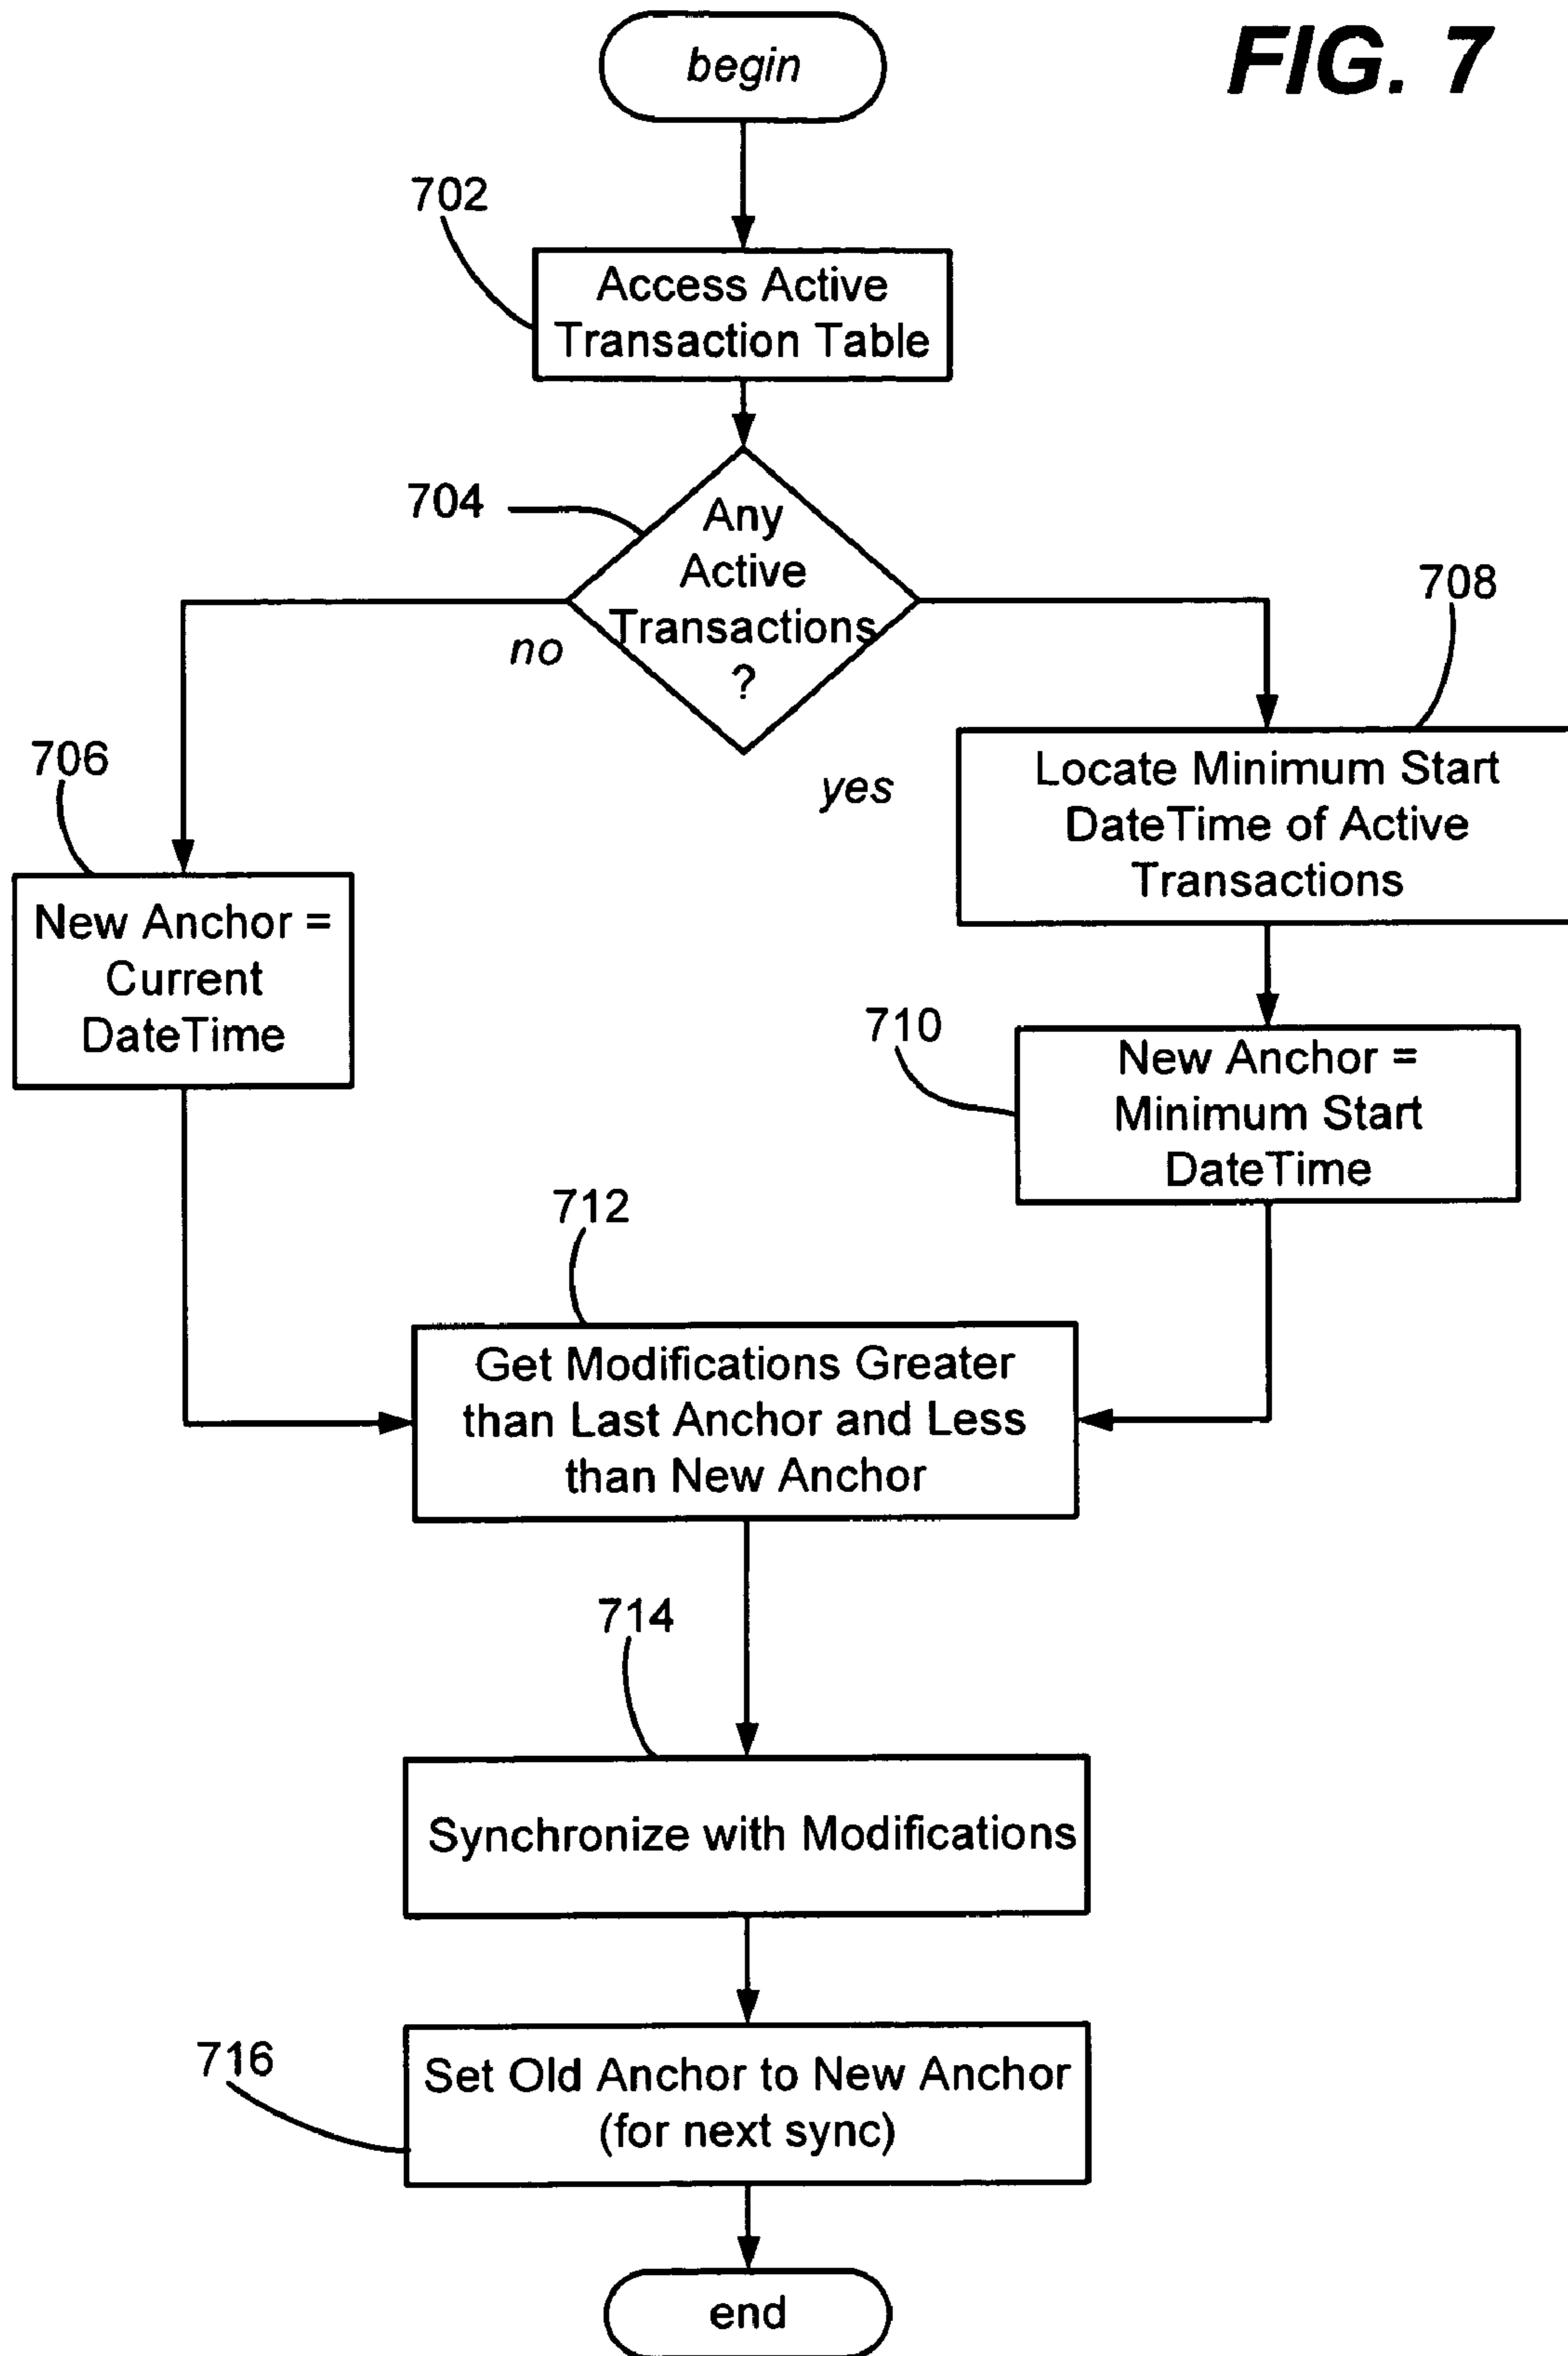 FIG. 7
begin
702
Access Active
Transaction Table
704
Any
Active
Transactions
?
no
yes
708
Locate Minimum Start
DateTime of Active
Transactions
706
New Anchor =
Current
DateTime
710
New Anchor =
Minimum Start
DateTime
712
Get Modifications Greater
than Last Anchor and Less
than New Anchor
714
Synchronize with Modifications
716
Set Old Anchor to New Anchor
(for next sync)
end